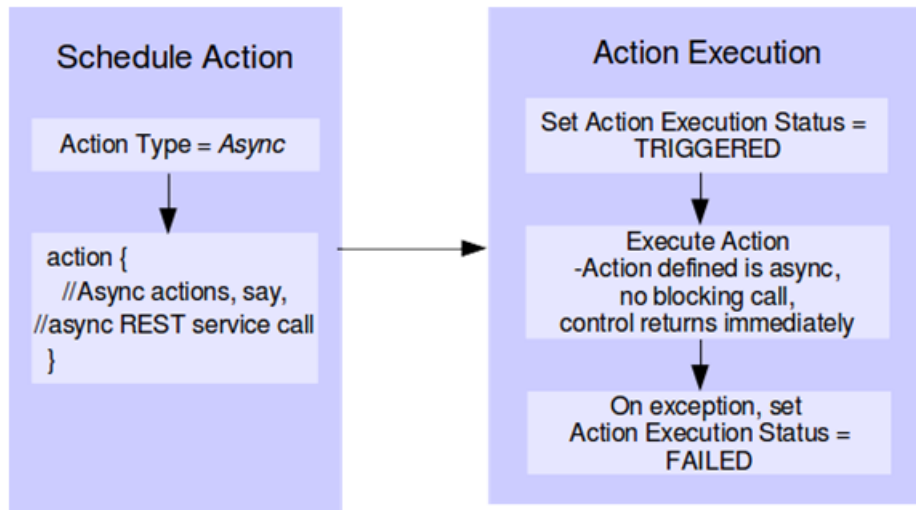 Schedule Action
Action Type = Async
action {
//Async actions, say,
//async REST service call
}
Action Execution
Set Action Execution Status =
TRIGGERED
Execute Action
-Action defined is async,
no blocking call,
control returns immediately
On exception, set
Action Execution Status =
FAILED